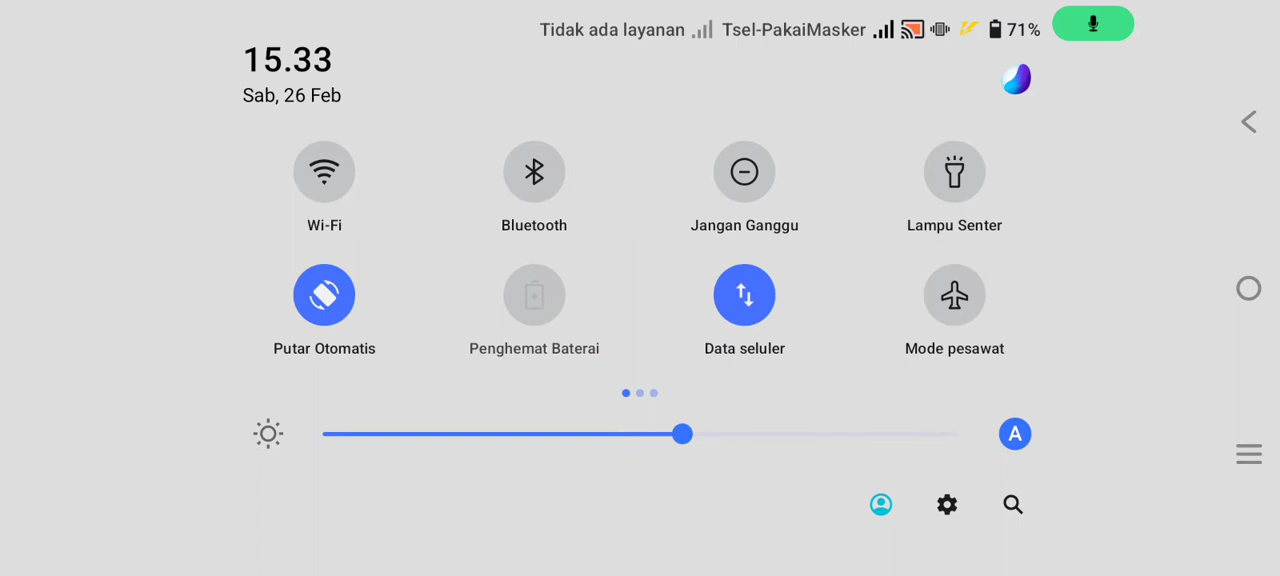 Tidak ada layanan Tsel-PakaiMasker 71%
15.33
Sab, 26 Feb
Wi-Fi Bluetooth Jangan Ganggu Lampu Senter
Putar Otomatis Penghemat Baterai Data seluler Mode pesawat
A